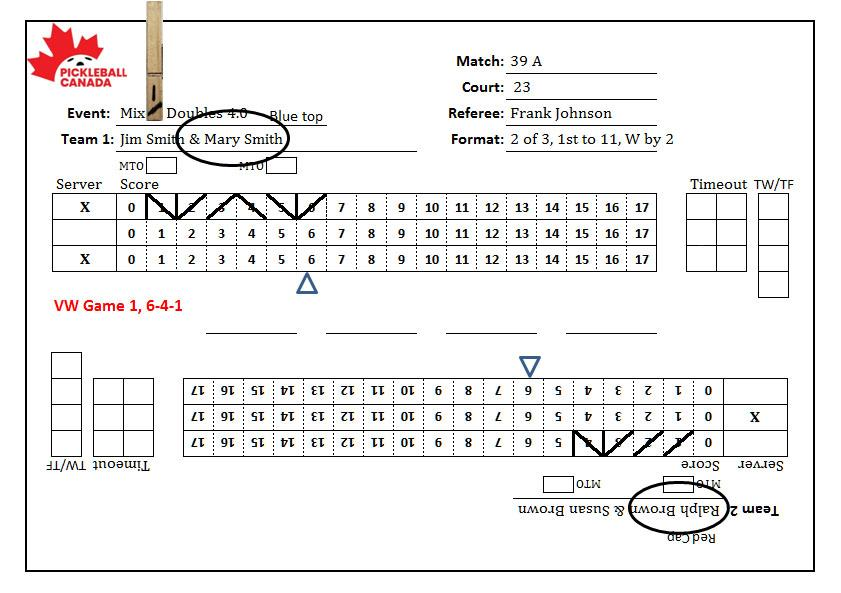 PICKLEBALL
CANADA
Match: 39 A
Court: 23
Event: Mix Doubles 4.0 Blue top
Referee: Frank Johnson
Team 1: Jim Smith & Mary Smith
Format: 2 of 3, 1st to 11, W by 2
MTO MTO
Server Score Timeout TW/TF
X 0 1 2 3 4 5 6 7 8 9 10 11 12 13 14 15 16 17
0 1 2 3 4 5 6 7 8 9 10 11 12 13 14 15 16 17
X 0 1 2 3 4 5 6 7 8 9 10 11 12 13 14 15 16 17
VW Game 1, 6-4-1
Red Cap
Team 2 Ralph Brown & Susan Brown
MTO MTO
Server Score Timeout TW/TF
0 1 2 3 4 5 6 7 8 9 10 11 12 13 14 15 16 17
X 0 1 2 3 4 5 6 7 8 9 10 11 12 13 14 15 16 17
0 1 2 3 4 5 6 7 8 9 10 11 12 13 14 15 16 17